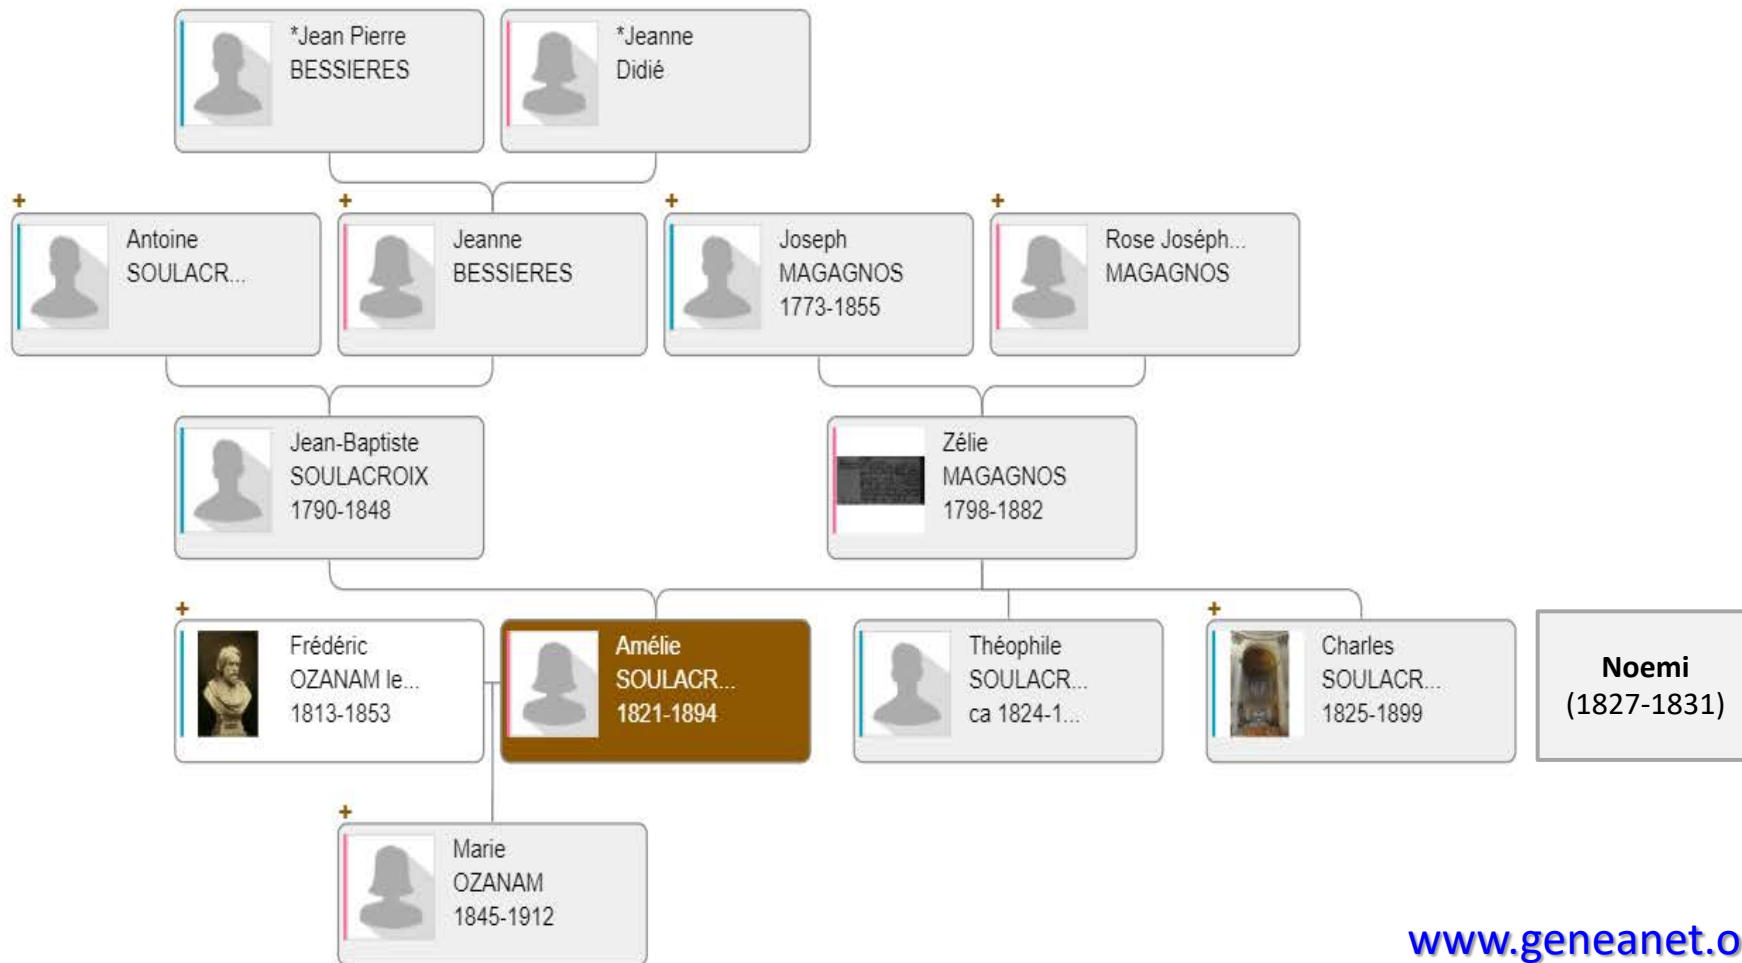 *Jean Pierre
BESSIERES
*Jeanne
Didié
+
Antoine
SOULACR...
+
Jeanne
BESSIERES
+
Joseph
MAGAGNOS
1773-1855
+
Rose Joséph...
MAGAGNOS
Jean-Baptiste
SOULACROIX
1790-1848
Zélie
MAGAGNOS
1798-1882
+
Frédéric
OZANAM le...
1813-1853
Amélie
SOULACR...
1821-1894
Théophile
SOULACR...
ca 1824-1...
+
Charles
SOULACR...
1825-1899
Noemi
(1827-1831)
+
Marie
OZANAM
1845-1912
www.geneanet.o